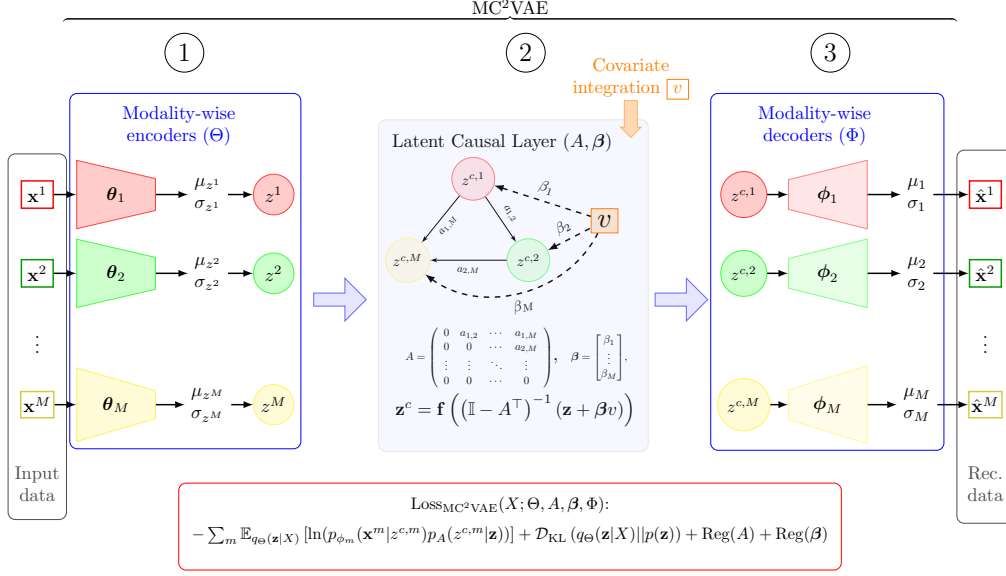 MC²VAE
1
2
3
Covariate
integration v
Modality-wise
encoders (Θ)
Latent Causal Layer (A, β)
Modality-wise
decoders (Φ)
x¹
θ₁
μ_{z¹}
σ_{z¹}
z¹
x²
θ₂
μ_{z²}
σ_{z²}
z²
⋮
x^M
θ_M
μ_{z^M}
σ_{z^M}
z^M
Input
data
z^{c,1}
β₁
v
a_{1,M}
a_{1,2}
β₂
z^{c,M}
a_{2,M}
z^{c,2}
β_M
A = ( 0 a_{1,2} ⋯ a_{1,M}
0 0 ⋯ a_{2,M}
⋮ ⋮ ⋱ ⋮
0 0 ⋯ 0 ), β = [ β₁ ⋮ β_M ],
z^c = f ( (𝕀 − A^⊤)^{−1} (z + βv) )
z^{c,1}
ϕ₁
μ₁
σ₁
x̂¹
z^{c,2}
ϕ₂
μ₂
σ₂
x̂²
⋮
z^{c,M}
ϕ_M
μ_M
σ_M
x̂^M
Rec.
data
Loss_{MC²VAE}(X; Θ, A, β, Φ):
− ∑_m 𝔼_{q_Θ(z|X)} [ln(p_{ϕ_m}(x^m|z^{c,m})p_A(z^{c,m}|z))] + 𝒟_{KL} (q_Θ(z|X)||p(z)) + Reg(A) + Reg(β)